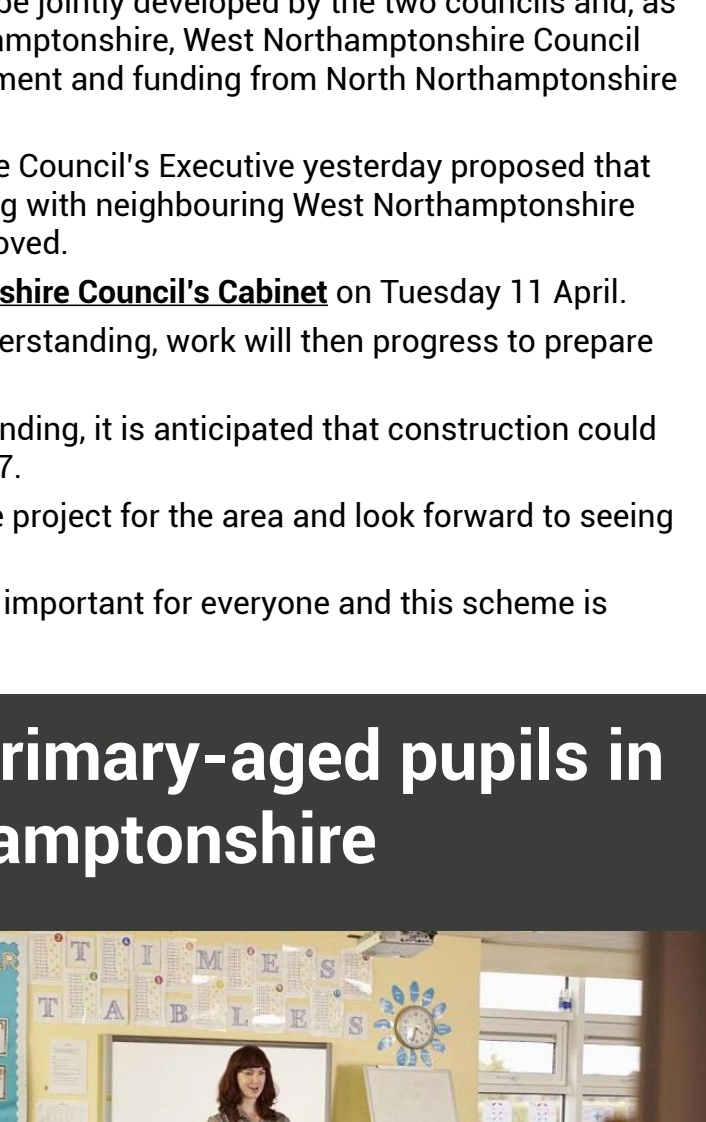 be jointly developed by the two councils and, as
amptonshire, West Northamptonshire Council
ment and funding from North Northamptonshire
e Council's Executive yesterday proposed that
g with neighbouring West Northamptonshire
oved.
shire Council's Cabinet on Tuesday 11 April.
erstanding, work will then progress to prepare
nding, it is anticipated that construction could
7.
e project for the area and look forward to seeing
important for everyone and this scheme is
rimary-aged pupils in
amptonshire
T I M E S
T A B L E S